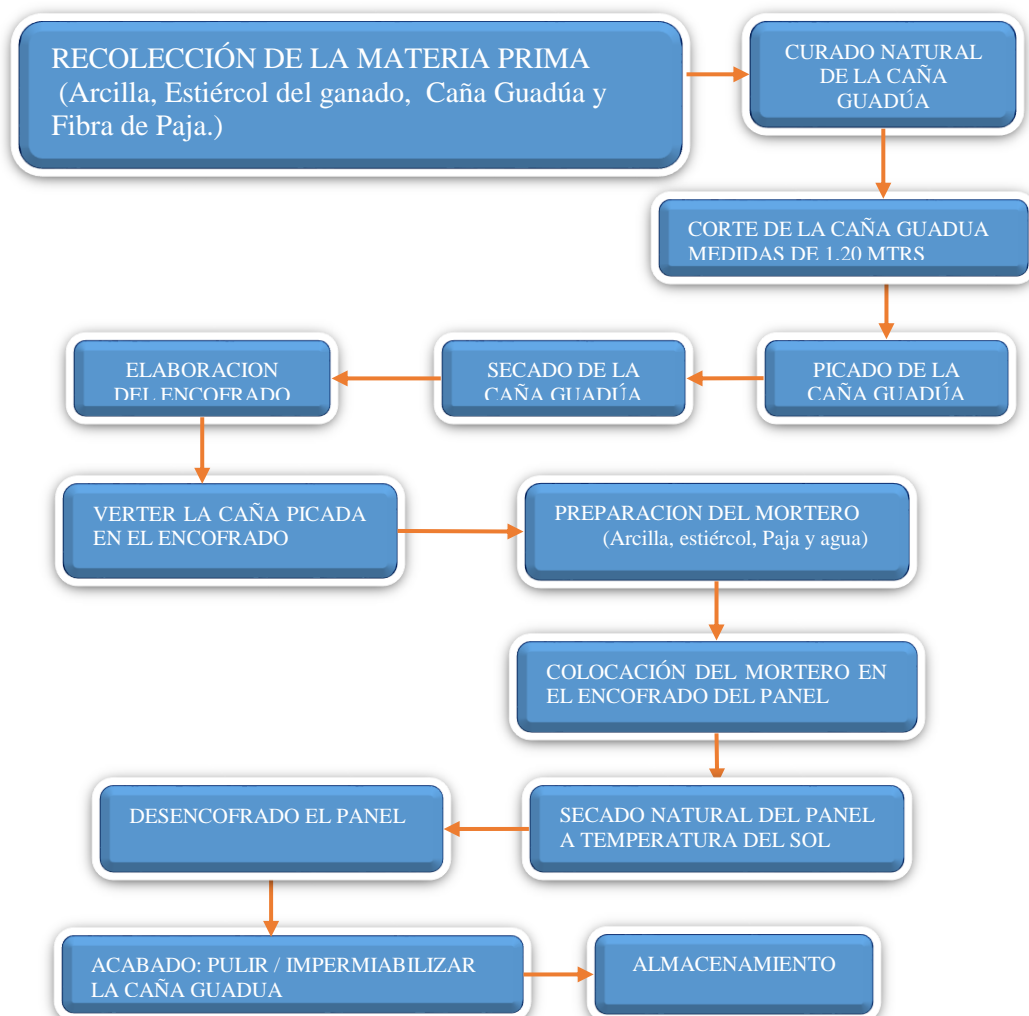 RECOLECCIÓN DE LA MATERIA PRIMA
(Arcilla, Estiércol del ganado, Caña Guadúa y
Fibra de Paja.)
CURADO NATURAL
DE LA CAÑA
GUADÚA
CORTE DE LA CAÑA GUADUA
MEDIDAS DE 1.20 MTRS
PICADO DE LA
CAÑA GUADÚA
SECADO DE LA
CAÑA GUADÚA
ELABORACION
DEL ENCOFRADO
VERTER LA CAÑA PICADA
EN EL ENCOFRADO
PREPARACION DEL MORTERO
(Arcilla, estiércol, Paja y agua)
COLOCACIÓN DEL MORTERO EN
EL ENCOFRADO DEL PANEL
SECADO NATURAL DEL PANEL
A TEMPERATURA DEL SOL
DESENCOFRADO EL PANEL
ACABADO: PULIR / IMPERMIABILIZAR
LA CAÑA GUADUA
ALMACENAMIENTO